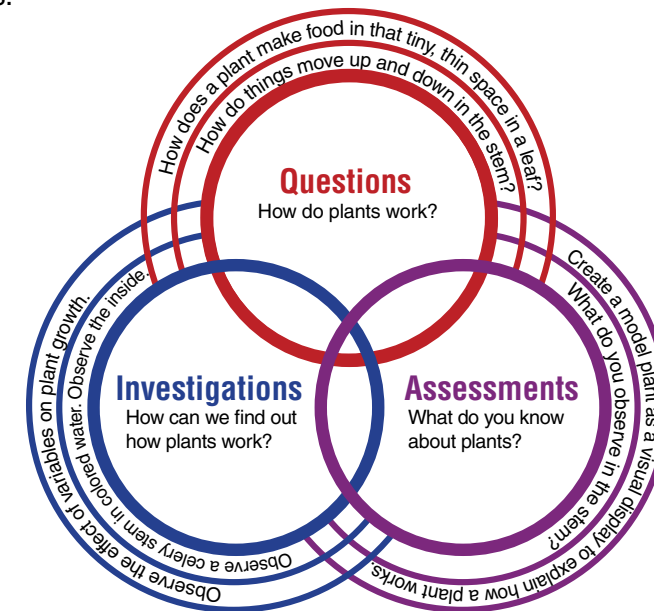 How does a plant make food in that tiny, thin space in a leaf?
How do things move up and down in the stem?
Questions
How do plants work?
Observe the effect of variables on plant growth.
Observe a celery stem in colored water. Observe the inside.
Investigations
How can we find out
how plants work?
Create a model plant as a visual display to explain how a plant works.
What do you observe in the stem?
Assessments
What do you know
about plants?